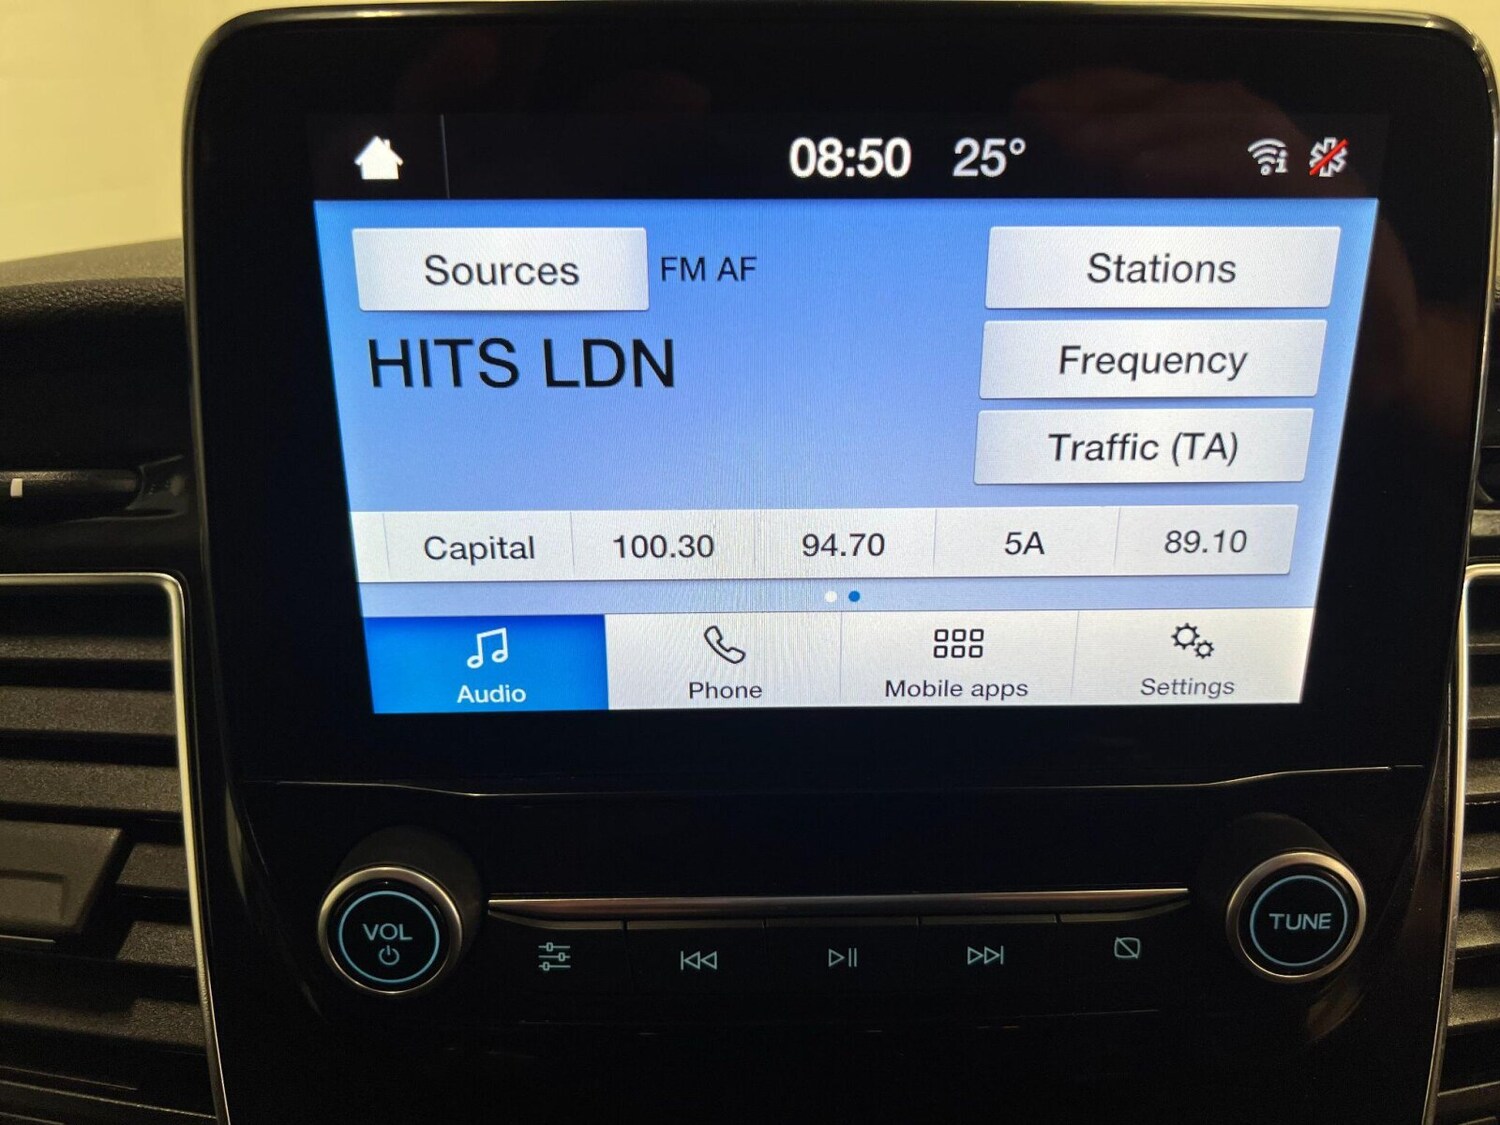 08:50 25°
Sources FM AF Stations
HITS LDN
Frequency
Traffic (TA)
Capital 100.30 94.70 5A 89.10
Audio Phone Mobile apps Settings
VOL TUNE